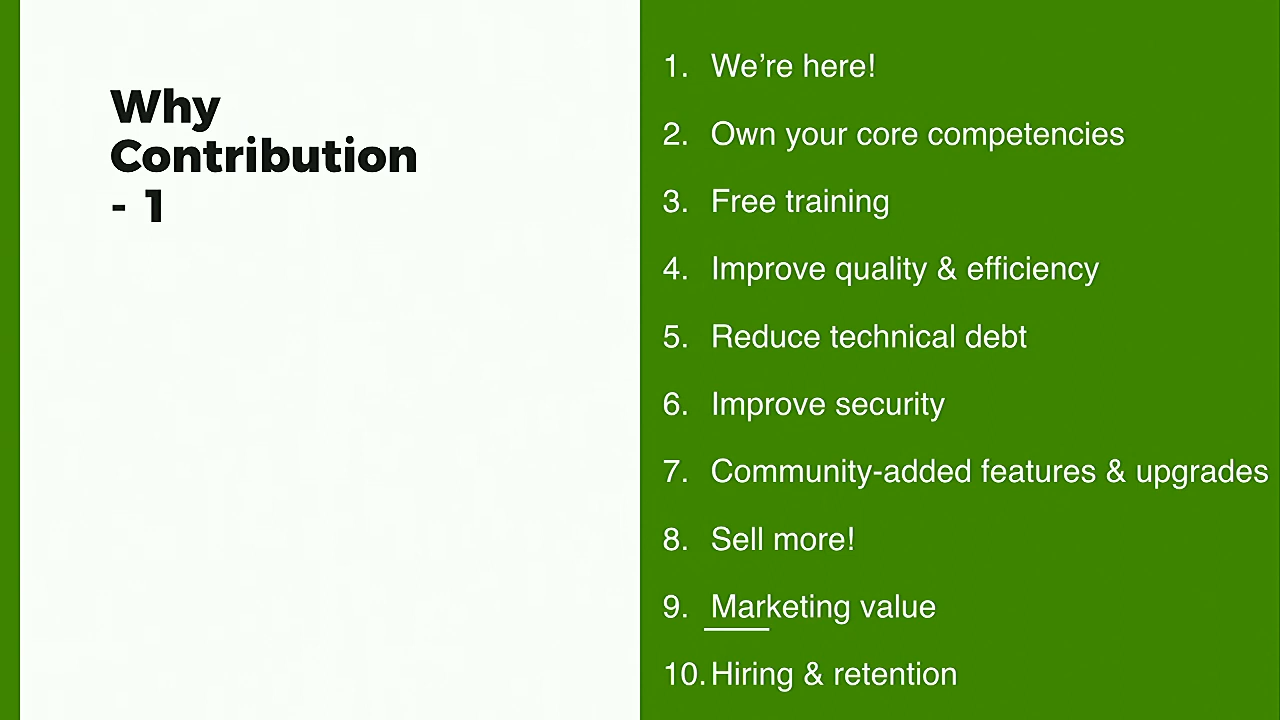 Why
Contribution
- 1
1. We’re here!
2. Own your core competencies
3. Free training
4. Improve quality & efficiency
5. Reduce technical debt
6. Improve security
7. Community-added features & upgrades
8. Sell more!
9. Marketing value
10. Hiring & retention